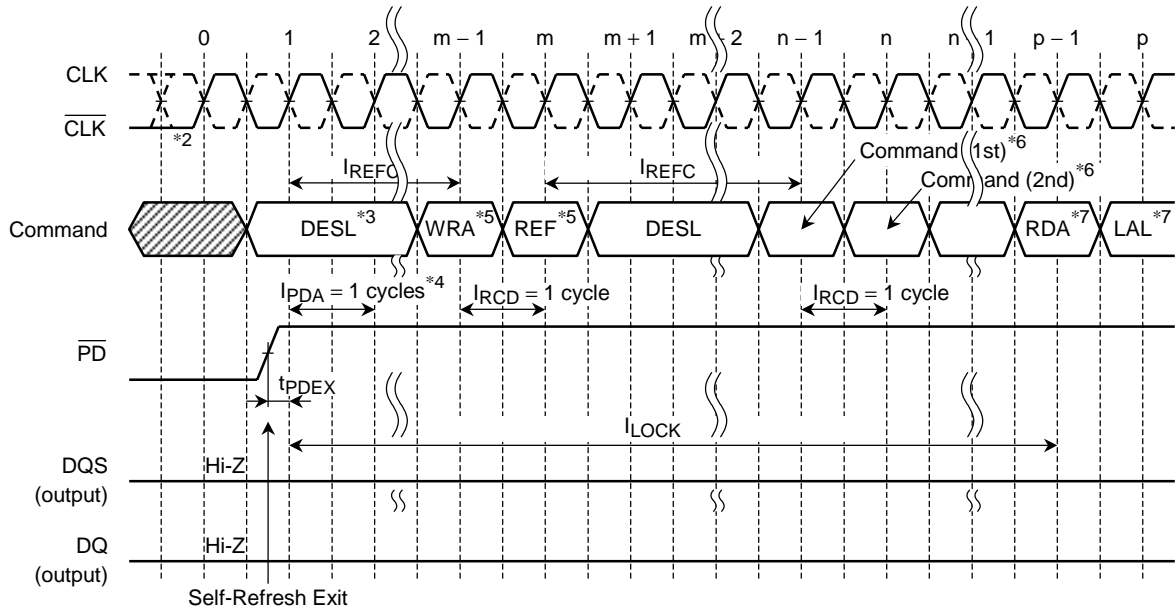 0 1 2 m − 1 m m + 1 m 2 n − 1 n n 1 p − 1 p
CLK
CLK
*2
Command (1st)*6
IREFC IREFC
Command (2nd)*6
Command DESL*3 WRA*5 REF*5 DESL RDA*7 LAL*7
IPDA = 1 cycles*4 IRCD = 1 cycle IRCD = 1 cycle
PD
tPDEX
ILOCK
DQS Hi-Z
(output)
DQ Hi-Z
(output)
Self-Refresh Exit